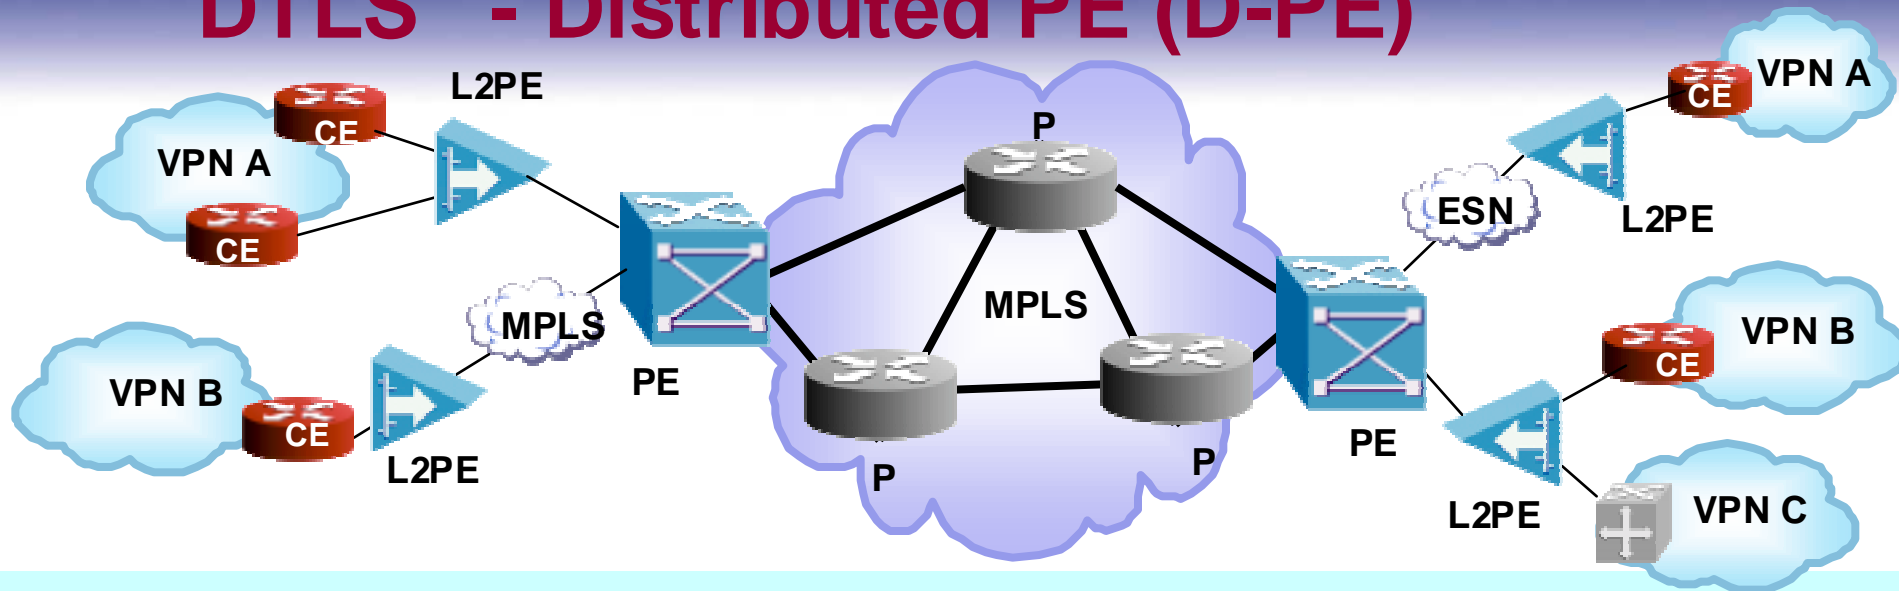 DTLS - Distributed PE (D-PE)
L2PE
CE
VPN A
CE
MPLS
PE
VPN B
CE
L2PE
P
MPLS
P
P
VPN A
CE
ESN
L2PE
VPN B
CE
PE
L2PE
VPN C